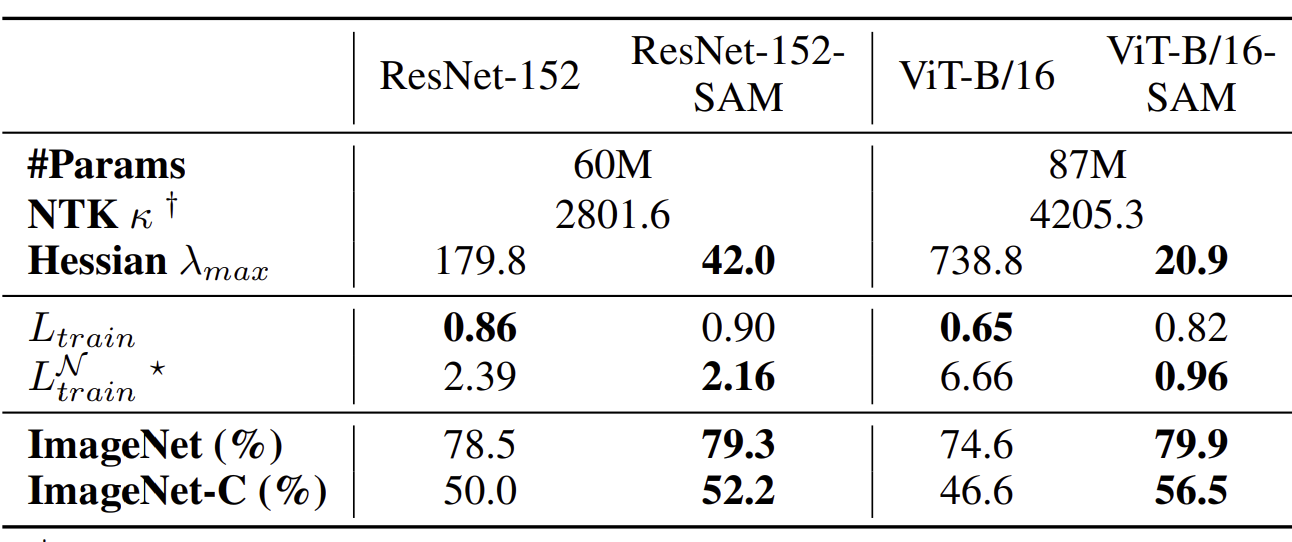 ResNet-152 ResNet-152-SAM ViT-B/16 ViT-B/16-SAM
#Params 60M 87M
NTK κ † 2801.6 4205.3
Hessian λmax 179.8 42.0 738.8 20.9
Ltrain 0.86 0.90 0.65 0.82
L𝒩train ⋆ 2.39 2.16 6.66 0.96
ImageNet (%) 78.5 79.3 74.6 79.9
ImageNet-C (%) 50.0 52.2 46.6 56.5